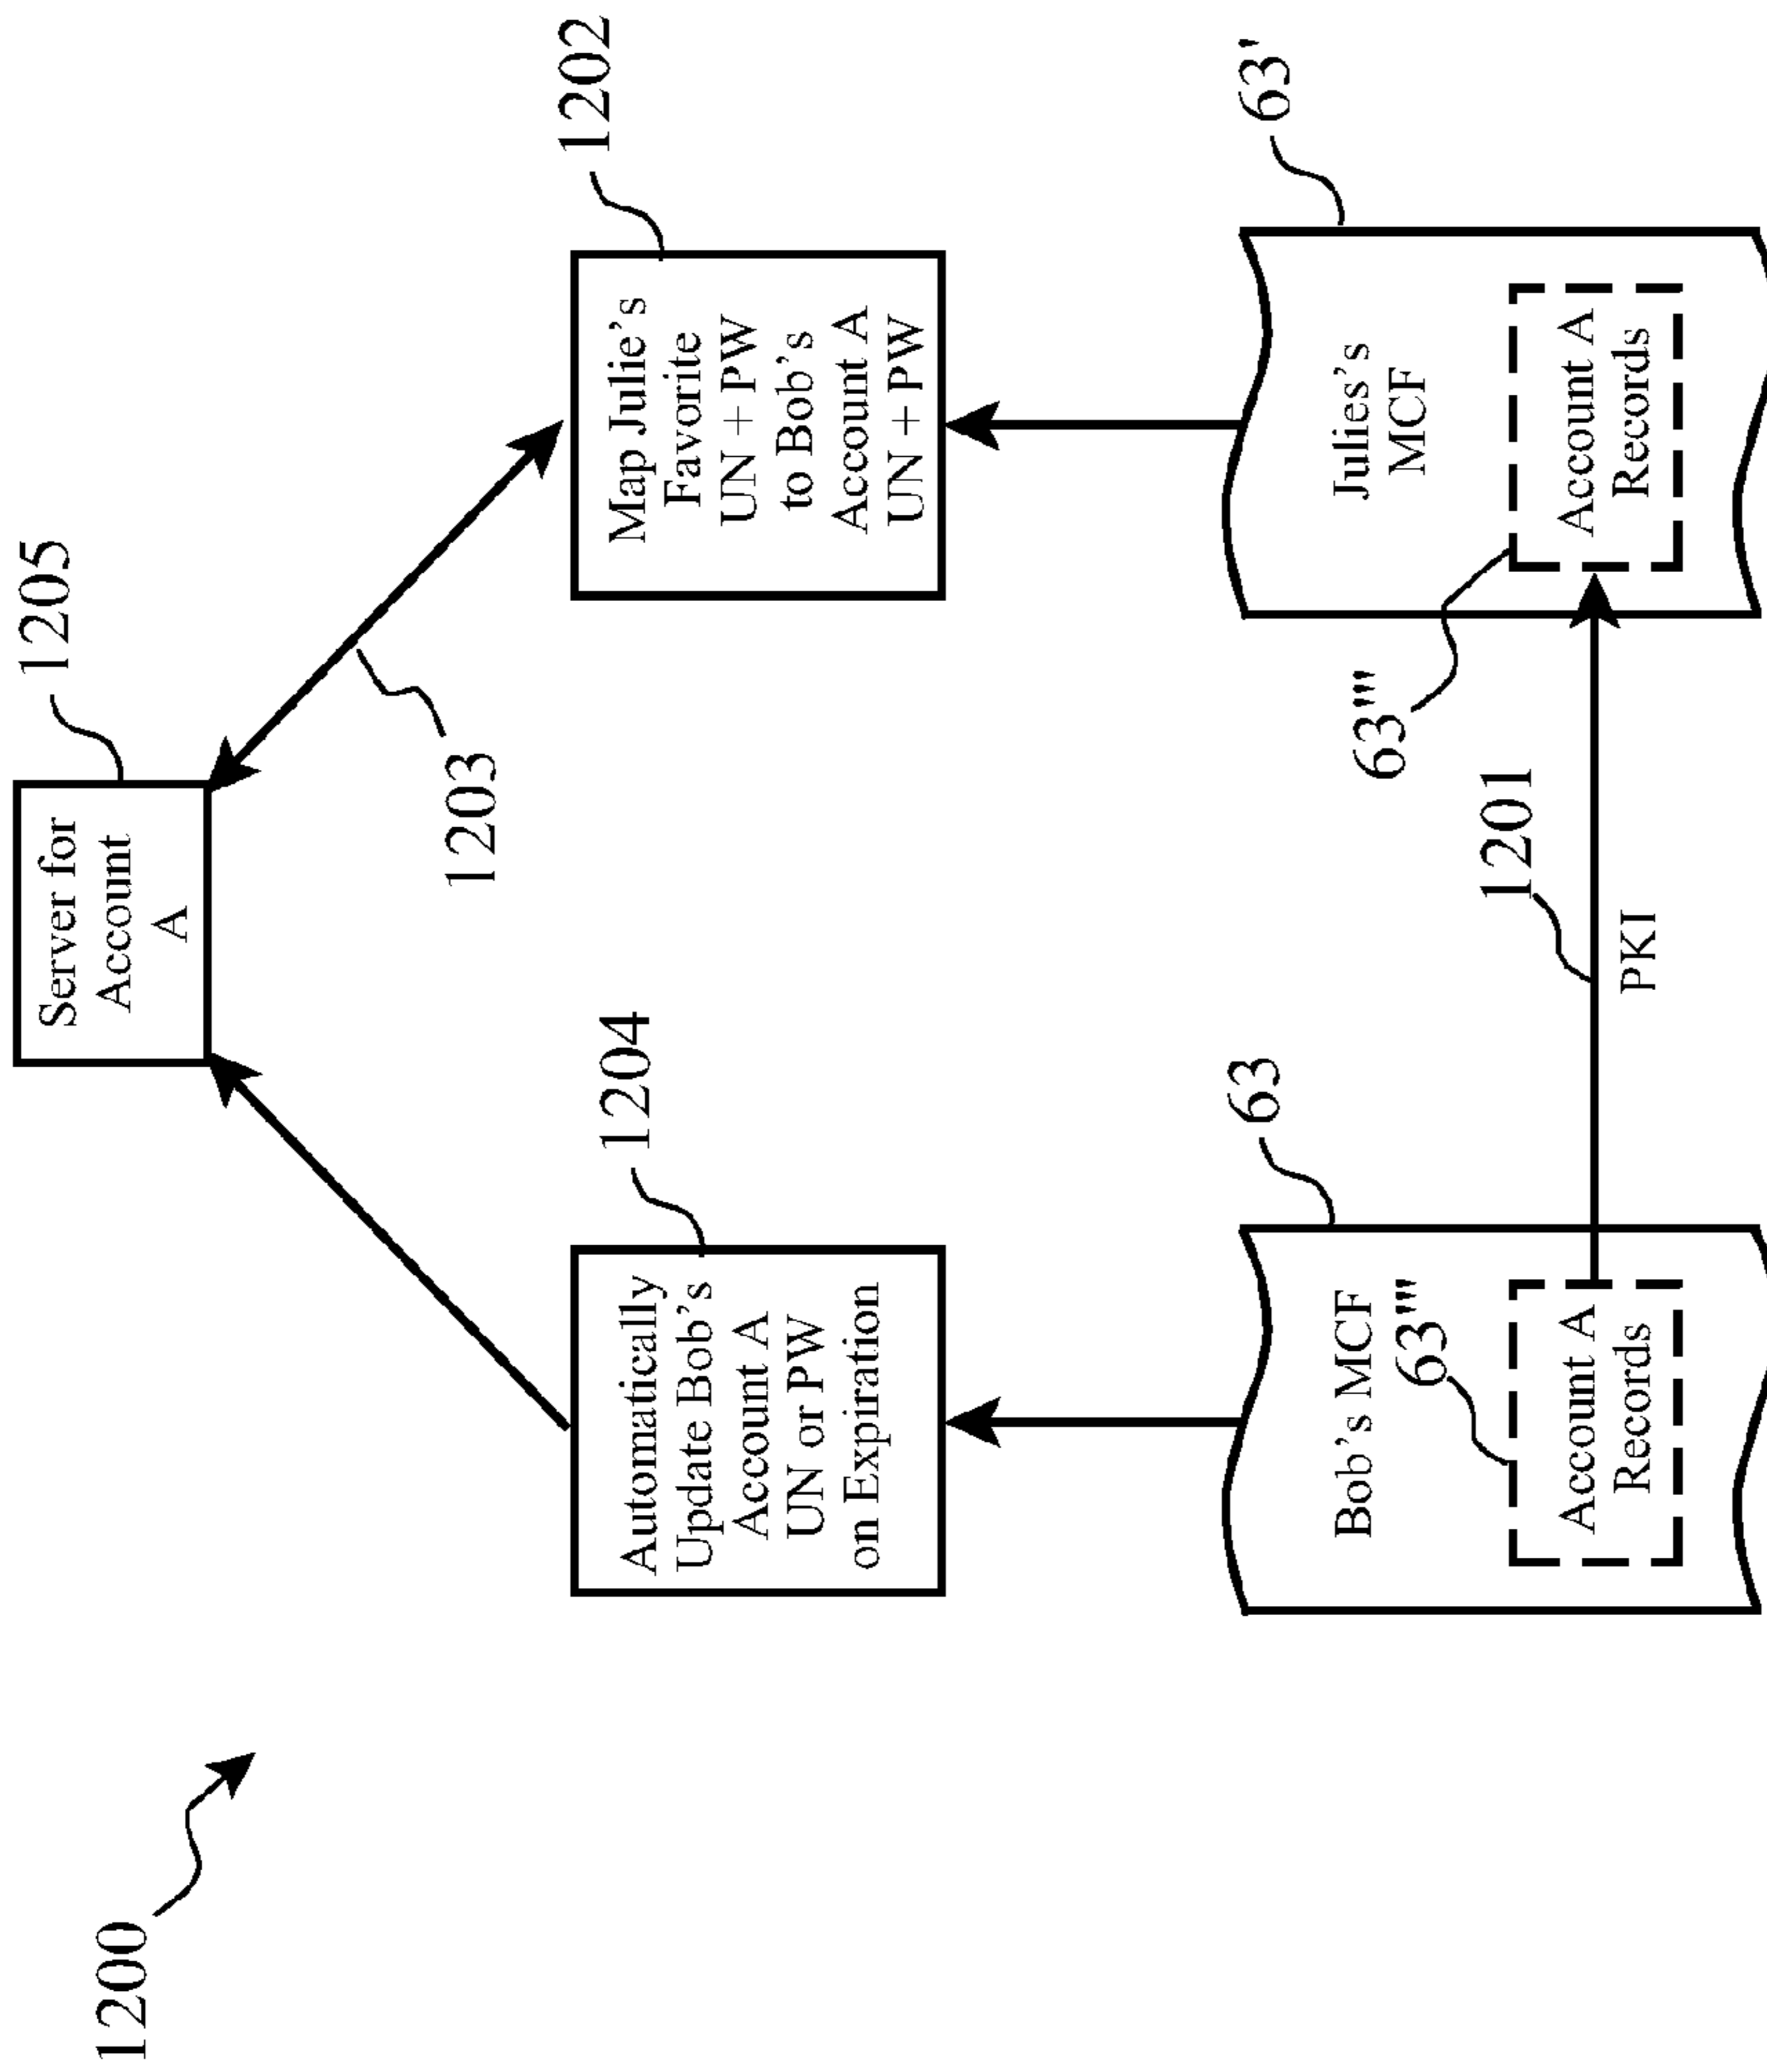 1200
Server for
Account
A
1205
1203
1204
1202
Automatically
Update Bob's
Account A
UN or PW
on Expiration
Map Julie's
Favorite
UN + PW
to Bob's
Account A
UN + PW
63
63'
Bob's MCF
63'''
Account A
Records
1201
PKI
63'''
Julies's
MCF
Account A
Records